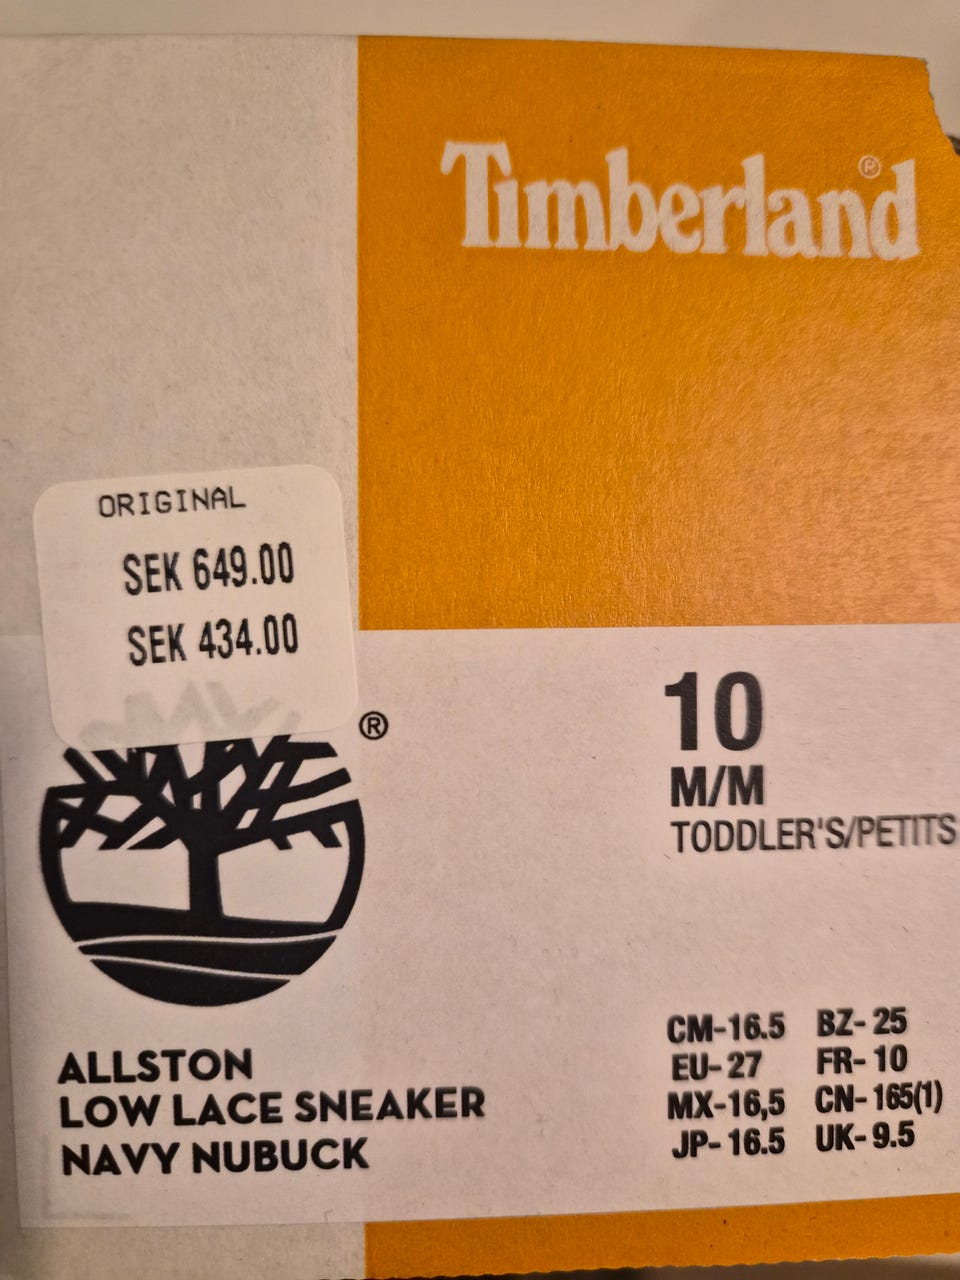 Timberland®
ORIGINAL
SEK 649.00
SEK 434.00
®
10
M/M
TODDLER'S/PETITS
ALLSTON
LOW LACE SNEAKER
NAVY NUBUCK
CM-16.5 BZ- 25
EU- 27 FR- 10
MX-16,5 CN- 165(1)
JP- 16.5 UK- 9.5